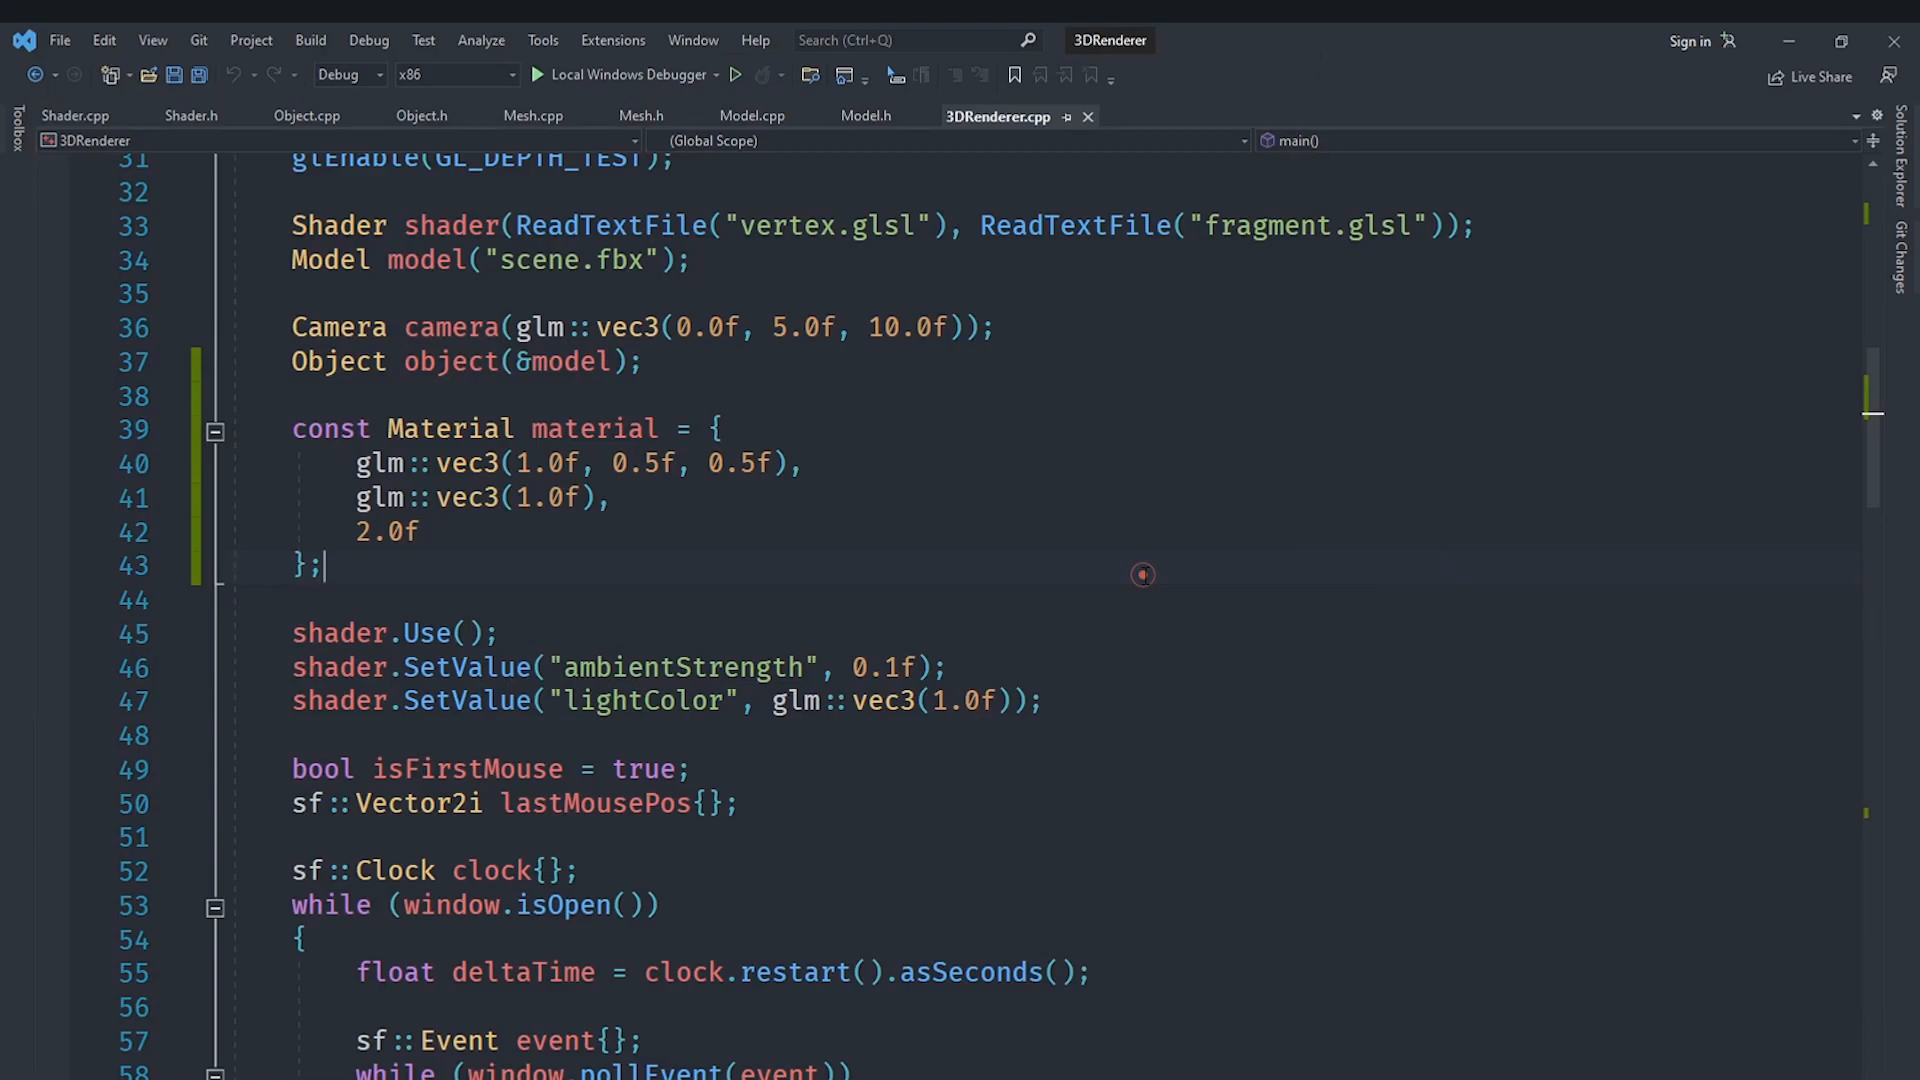 File Edit View Git Project Build Debug Test Analyze Tools Extensions Window Help Search (Ctrl+Q) 3DRenderer Sign in
Debug x86 Local Windows Debugger Live Share
Shader.cpp Shader.h Object.cpp Object.h Mesh.cpp Mesh.h Model.cpp Model.h 3DRenderer.cpp
3DRenderer (Global Scope) main()
Toolbox
Solution Explorer
Git Changes
31 glEnable(GL_DEPTH_TEST);
32
33 Shader shader(ReadTextFile("vertex.glsl"), ReadTextFile("fragment.glsl"));
34 Model model("scene.fbx");
35
36 Camera camera(glm::vec3(0.0f, 5.0f, 10.0f));
37 Object object(&model);
38
39 const Material material = {
40 glm::vec3(1.0f, 0.5f, 0.5f),
41 glm::vec3(1.0f),
42 2.0f
43 };
44
45 shader.Use();
46 shader.SetValue("ambientStrength", 0.1f);
47 shader.SetValue("lightColor", glm::vec3(1.0f));
48
49 bool isFirstMouse = true;
50 sf::Vector2i lastMousePos{};
51
52 sf::Clock clock{};
53 while (window.isOpen())
54 {
55 float deltaTime = clock.restart().asSeconds();
56
57 sf::Event event{};
58 while (window.pollEvent(event))